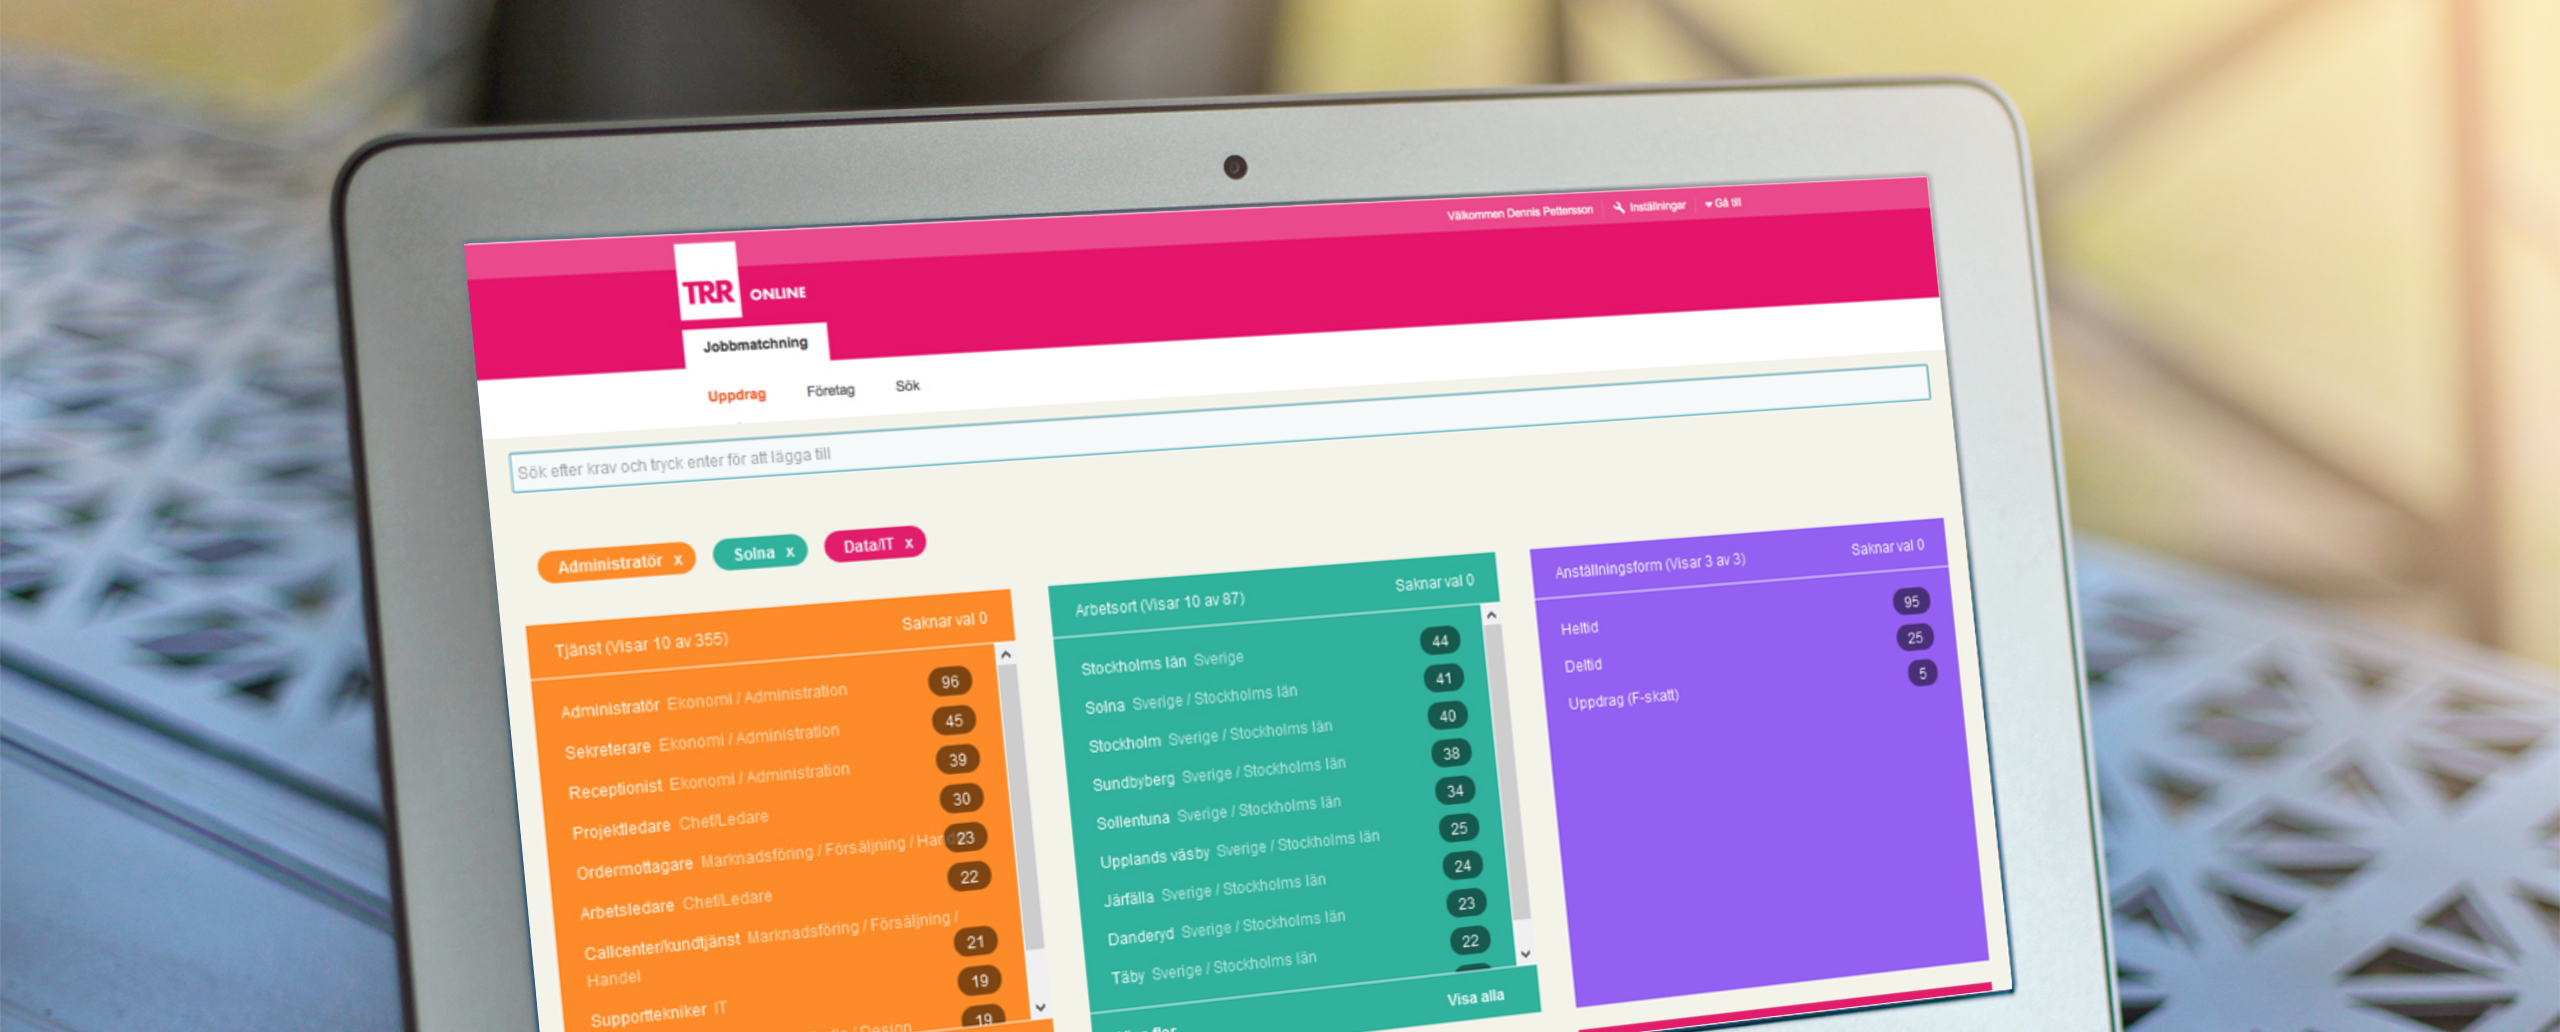 Välkommen Dennis Pettersson
Inställningar
Gå till
TRR ONLINE
Jobbmatchning
Uppdrag Företag Sök
Sök efter krav och tryck enter för att lägga till
Administratör x Solna x Data/IT x
Tjänst (Visar 10 av 355) Saknar val 0
Administratör Ekonomi / Administration 96
Sekreterare Ekonomi / Administration 45
Receptionist Ekonomi / Administration 39
Projektledare Chef/Ledare 30
Ordermottagare Marknadsföring / Försäljning / 23
Arbetsledare Chef/Ledare 22
Callcenter/kundtjänst Marknadsföring / Försäljning /
Handel 21
Supporttekniker IT 19
/ Design 19
Arbetsort (Visar 10 av 87) Saknar val 0
Stockholms län Sverige 44
Solna Sverige / Stockholms län 41
Stockholm Sverige / Stockholms län 40
Sundbyberg Sverige / Stockholms län 38
Sollentuna Sverige / Stockholms län 34
Upplands väsby Sverige / Stockholms län 25
Järfälla Sverige / Stockholms län 24
Danderyd Sverige / Stockholms län 23
Täby Sverige / Stockholms län 22
Visa alla
Anställningsform (Visar 3 av 3) Saknar val 0
Heltid 95
Deltid 25
Uppdrag (F-skatt) 5